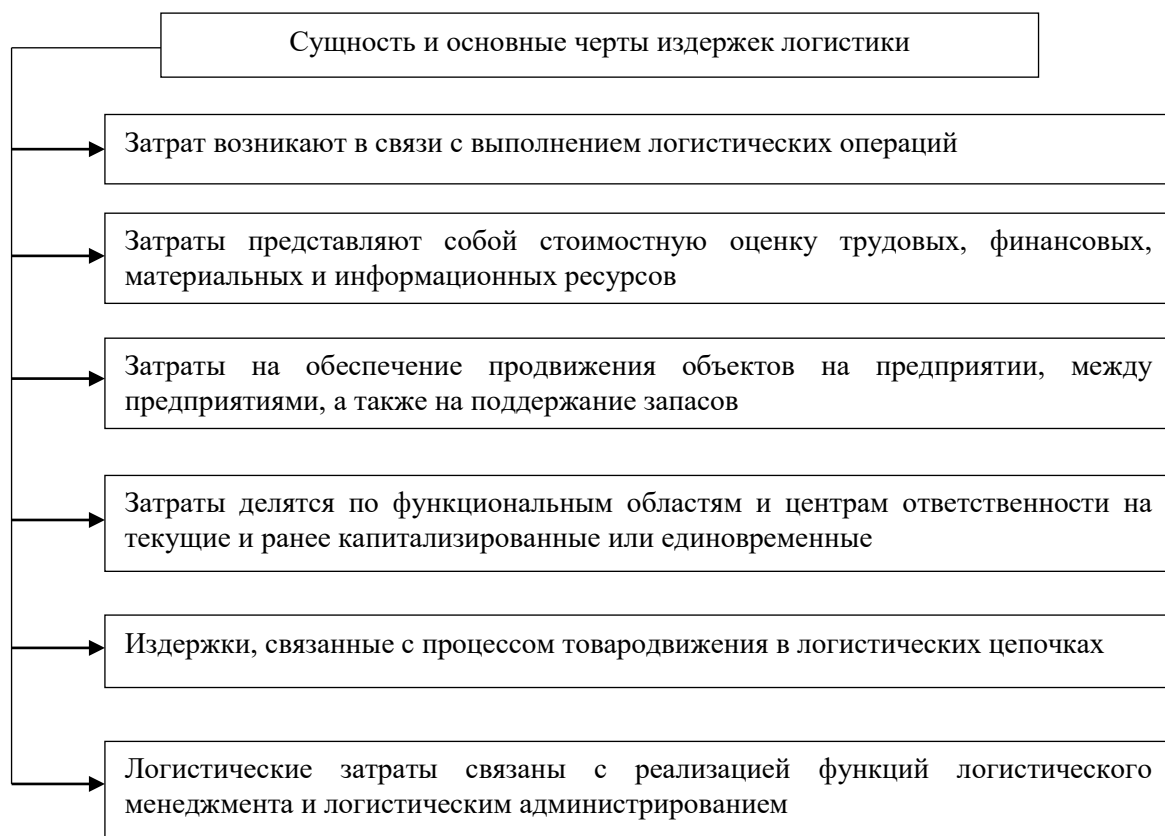 Сущность и основные черты издержек логистики
Затрат возникают в связи с выполнением логистических операций
Затраты представляют собой стоимостную оценку трудовых, финансовых,
материальных и информационных ресурсов
Затраты на обеспечение продвижения объектов на предприятии, между
предприятиями, а также на поддержание запасов
Затраты делятся по функциональным областям и центрам ответственности на
текущие и ранее капитализированные или единовременные
Издержки, связанные с процессом товародвижения в логистических цепочках
Логистические затраты связаны с реализацией функций логистического
менеджмента и логистическим администрированием